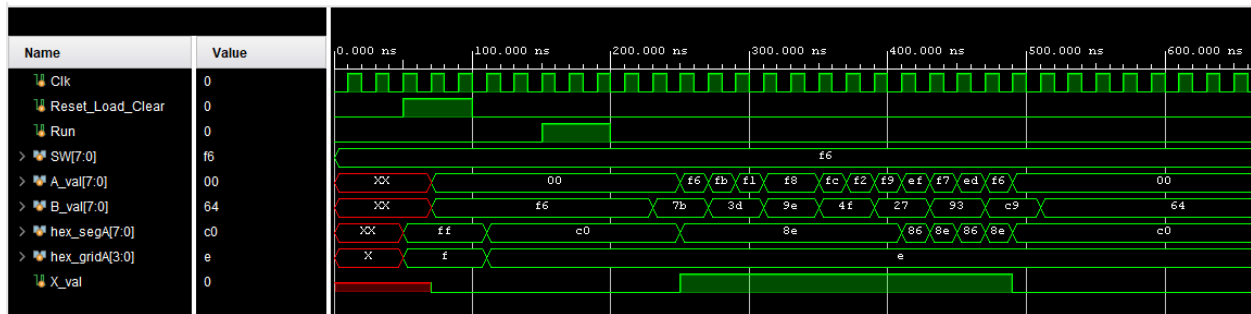 Name Value
0.000 ns 100.000 ns 200.000 ns 300.000 ns 400.000 ns 500.000 ns 600.000 ns
Clk 0
Reset_Load_Clear 0
Run 0
SW[7:0] f6 f6
A_val[7:0] 00 XX 00 f6 fb f1 f8 fc f2 f9 ef f7 ed f6 00
B_val[7:0] 64 XX f6 7b 3d 9e 4f 27 93 c9 64
hex_segA[7:0] c0 XX ff c0 8e 86 8e 86 8e c0
hex_gridA[3:0] e X f e
X_val 0